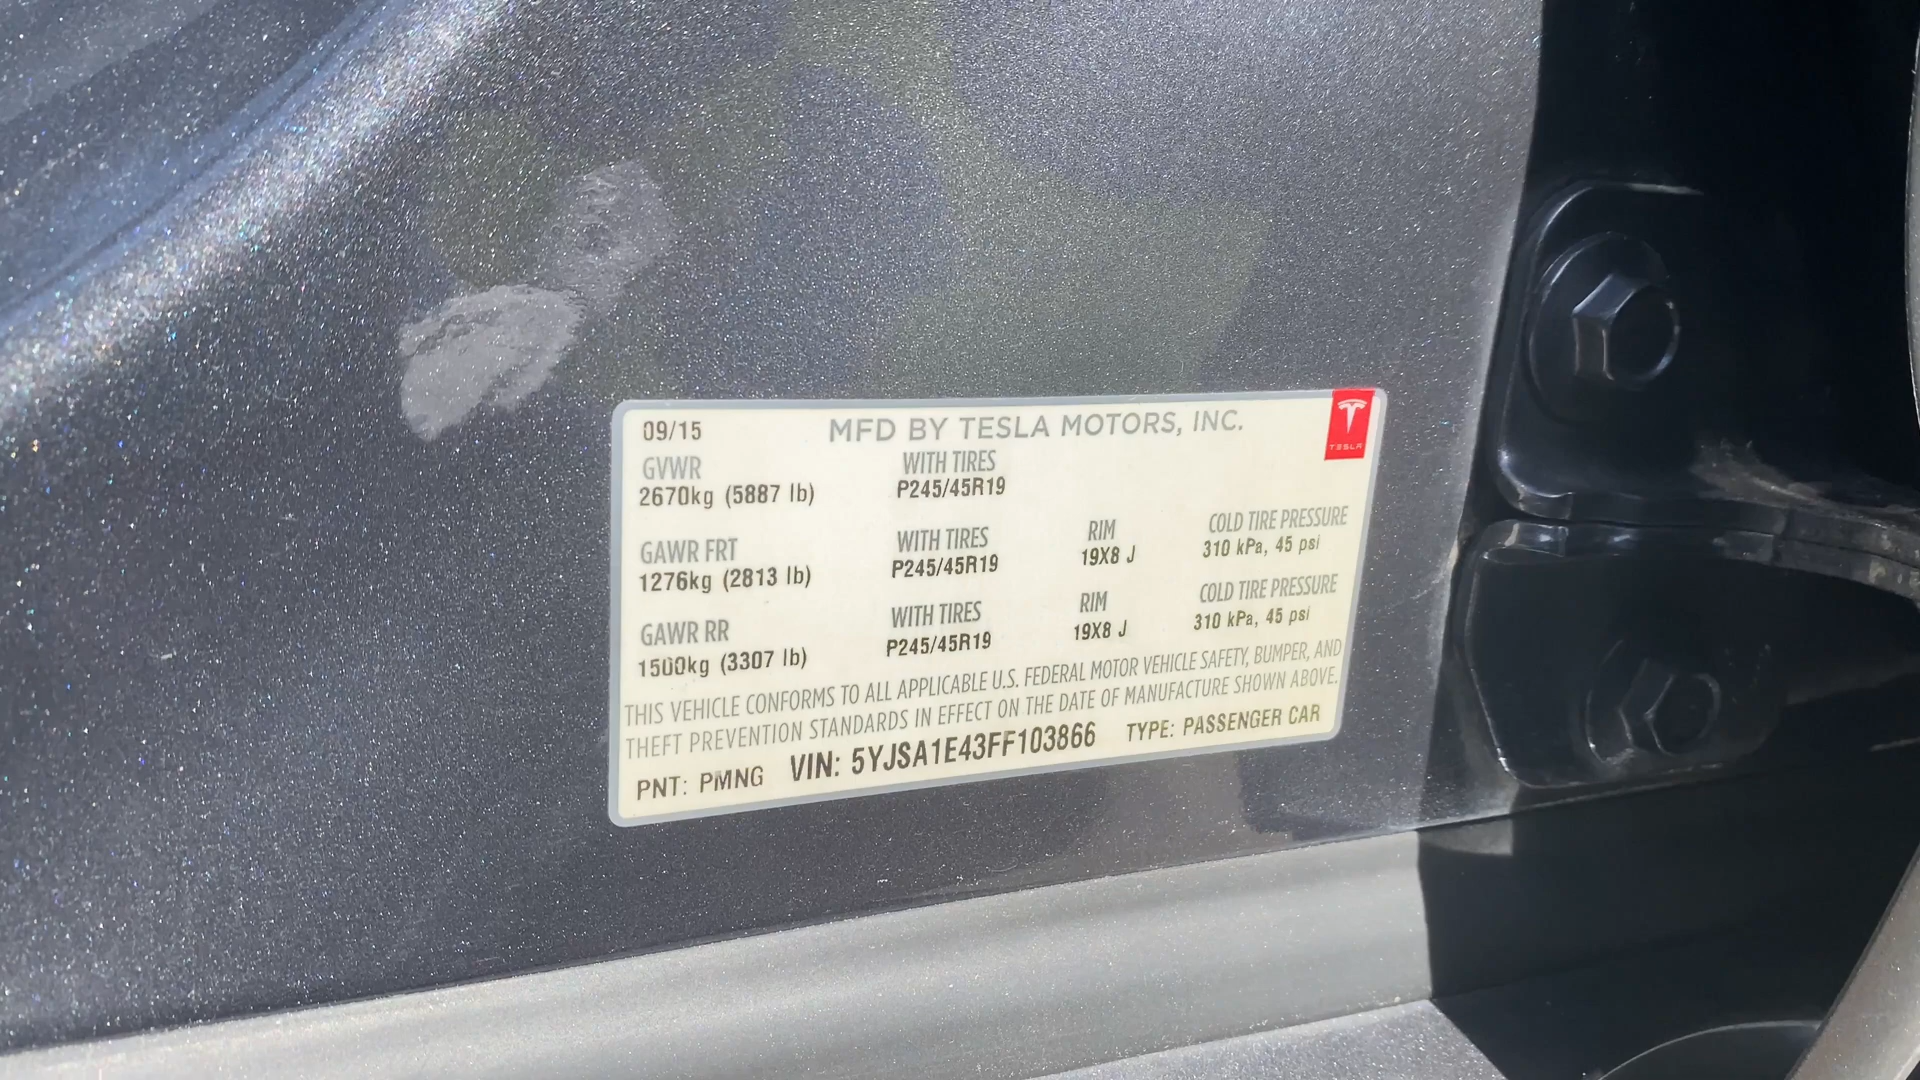 09/15 MFD BY TESLA MOTORS, INC. TESLA
GVWR WITH TIRES
2670kg (5887 lb) P245/45R19
GAWR FRT WITH TIRES RIM COLD TIRE PRESSURE
1276kg (2813 lb) P245/45R19 19X8 J 310 kPa, 45 psi
GAWR RR WITH TIRES RIM COLD TIRE PRESSURE
1500kg (3307 lb) P245/45R19 19X8 J 310 kPa, 45 psi
THIS VEHICLE CONFORMS TO ALL APPLICABLE U.S. FEDERAL MOTOR VEHICLE SAFETY, BUMPER, AND
THEFT PREVENTION STANDARDS IN EFFECT ON THE DATE OF MANUFACTURE SHOWN ABOVE.
PNT: PMNG VIN: 5YJSA1E43FF103866 TYPE: PASSENGER CAR